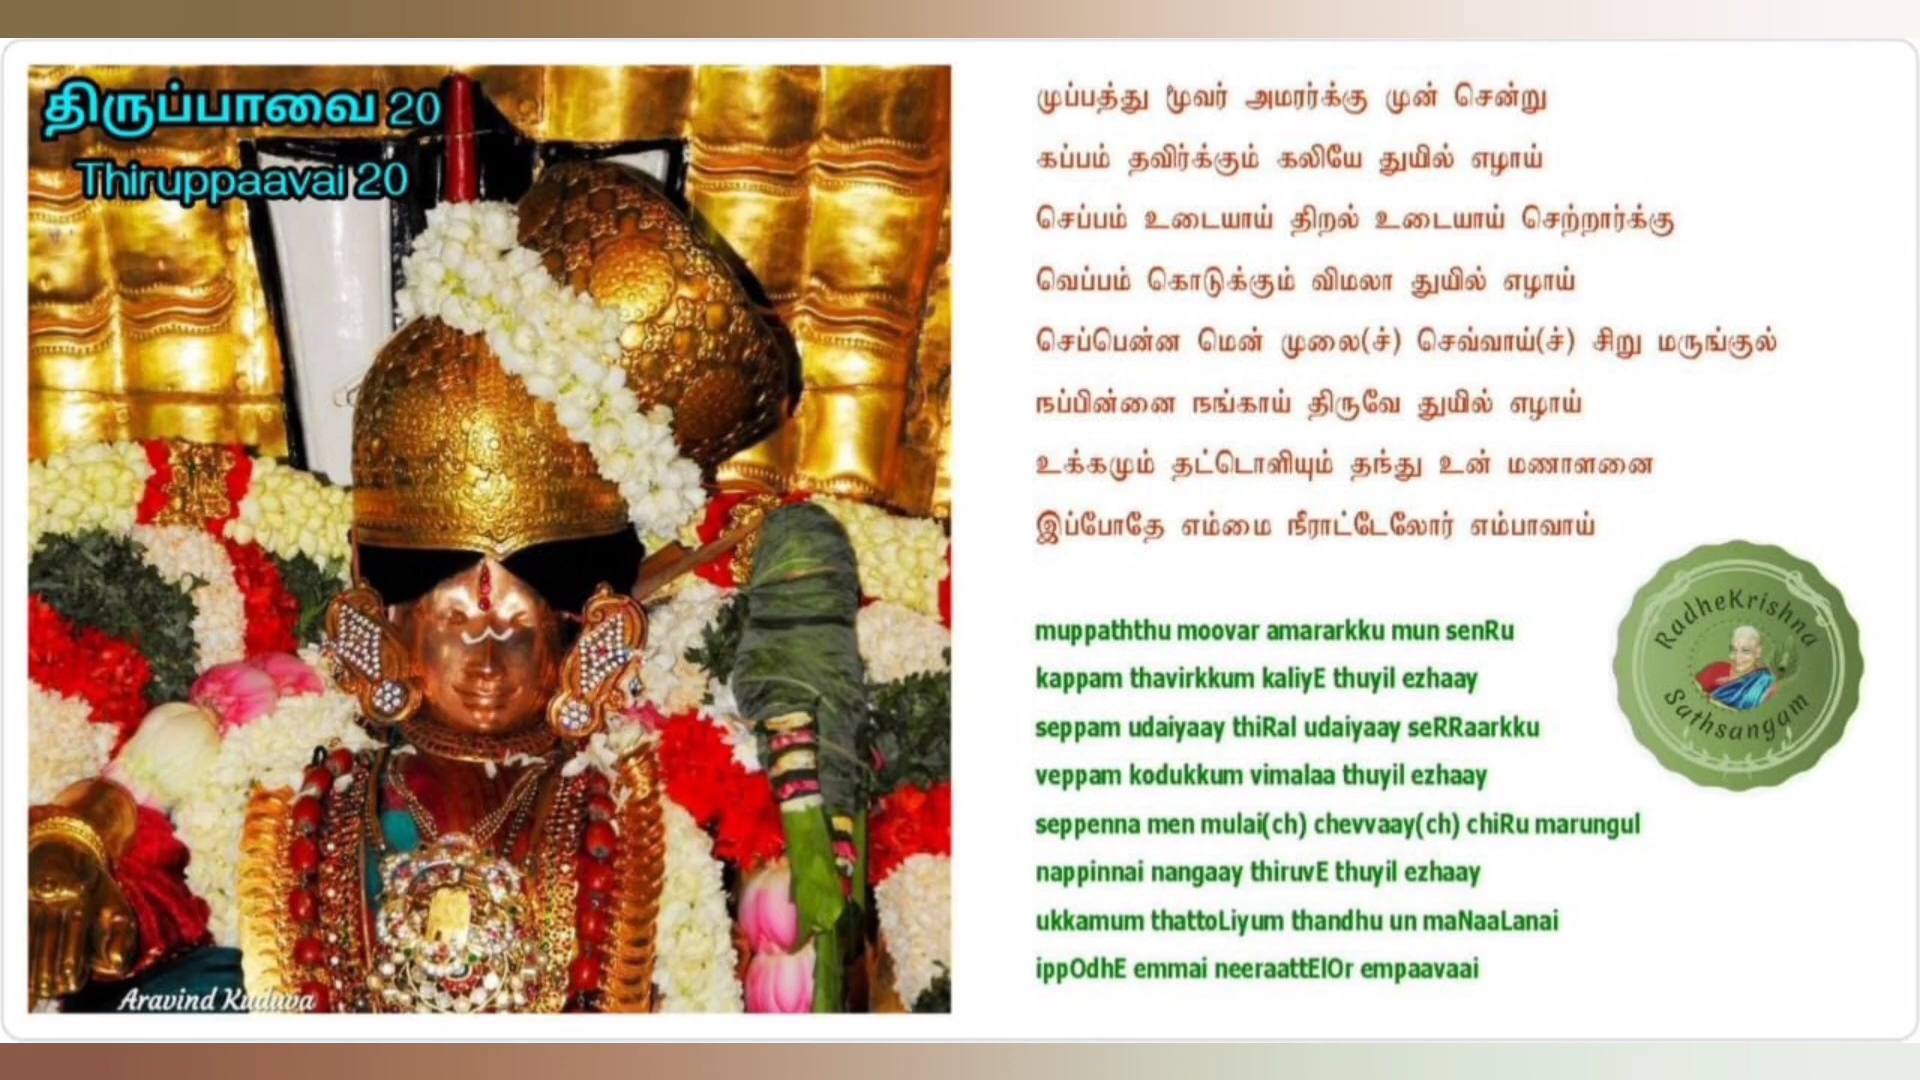 திருப்பாவை 20
Thiruppaavai 20
Aravind Kuduva
முப்பத்து மூவர் அமரர்க்கு முன் சென்று
கப்பம் தவிர்க்கும் கலியே துயில் எழாய்
செப்பம் உடையாய் திறல் உடையாய் செற்றார்க்கு
வெப்பம் கொடுக்கும் விமலா துயில் எழாய்
செப்பென்ன மென் முலை(ச்) செவ்வாய்(ச்) சிறு மருங்குல்
நப்பின்னை நங்காய் திருவே துயில் எழாய்
உக்கமும் தட்டொளியும் தந்து உன் மணாளனை
இப்போதே எம்மை நீராட்டேலோர் எம்பாவாய்
muppaththu moovar amararkku mun senRu
kappam thavirkkum kaliyE thuyil ezhaay
seppam udaiyaay thiRal udaiyaay seRRaarkku
veppam kodukkum vimalaa thuyil ezhaay
seppenna men mulai(ch) chevvaay(ch) chiRu marungul
nappinnai nangaay thiruvE thuyil ezhaay
ukkamum thattoLiyum thandhu un maNaaLanai
ippOdhE emmai neeraattElOr empaavaai
RadheKrishna
Sathsangam